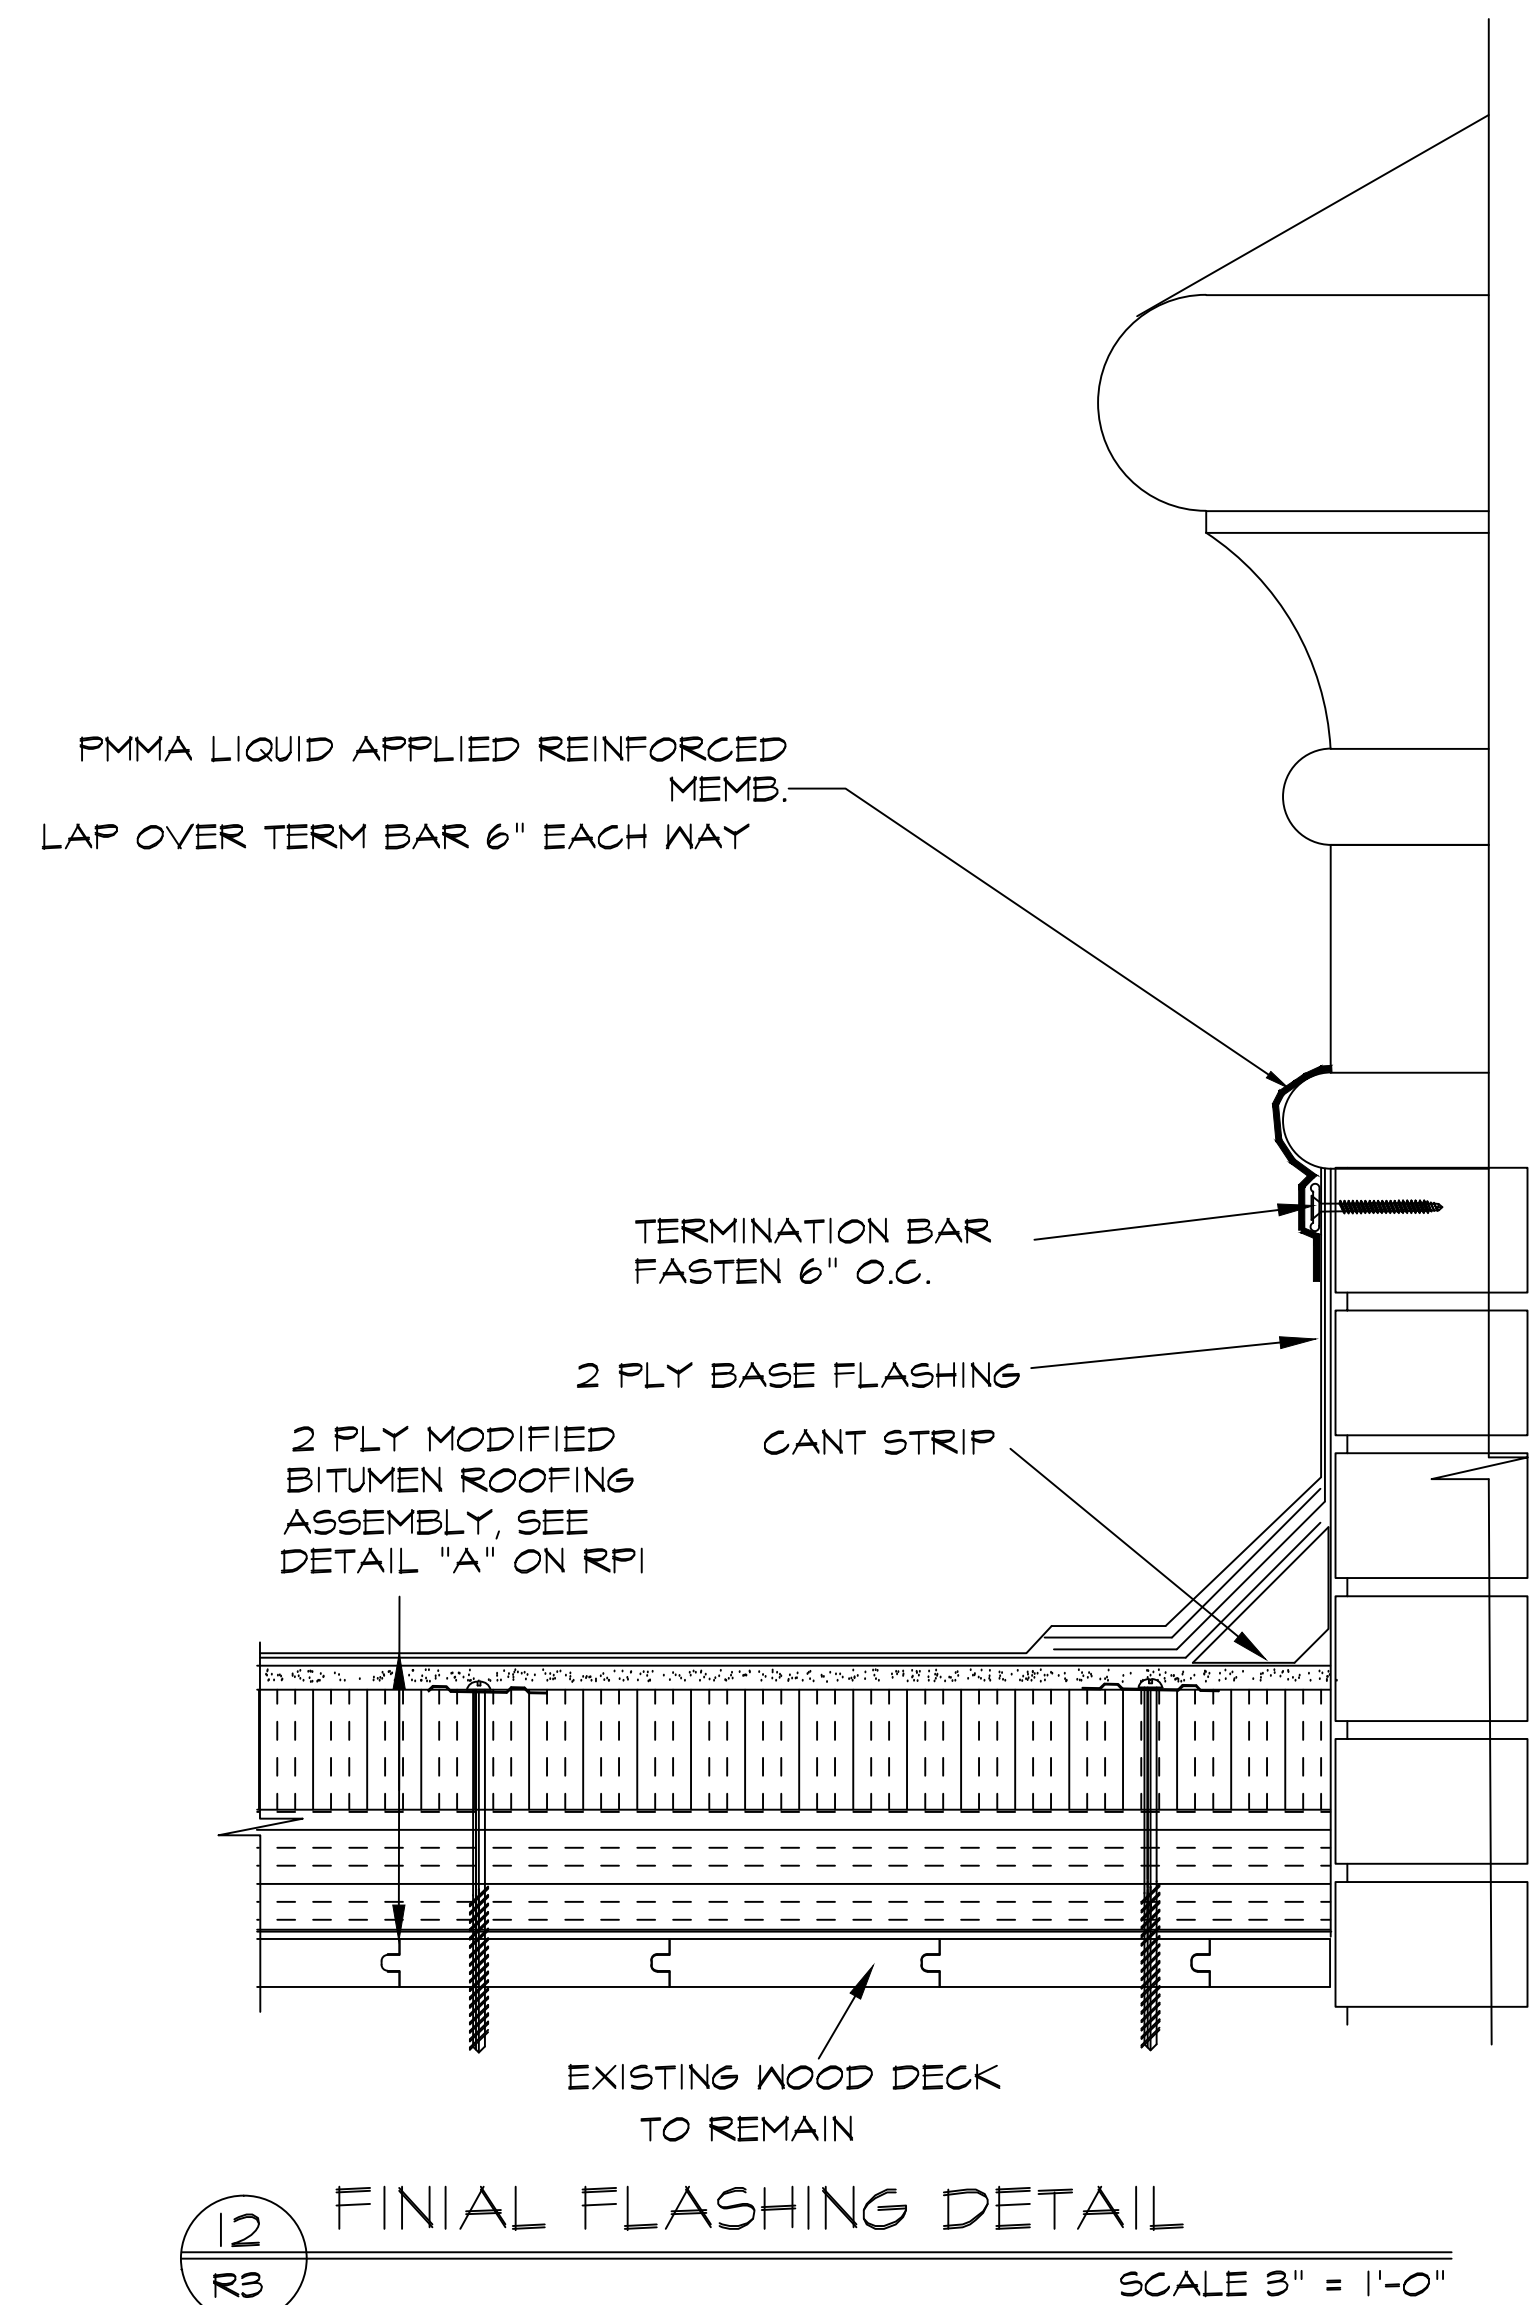 PMMA LIQUID APPLIED REINFORCED
MEMB.
LAP OVER TERM BAR 6" EACH WAY
TERMINATION BAR
FASTEN 6" O.C.
2 PLY BASE FLASHING
CANT STRIP
2 PLY MODIFIED
BITUMEN ROOFING
ASSEMBLY, SEE
DETAIL "A" ON RP1
EXISTING WOOD DECK
TO REMAIN
12
R3
FINIAL FLASHING DETAIL
SCALE 3" = 1'-0"